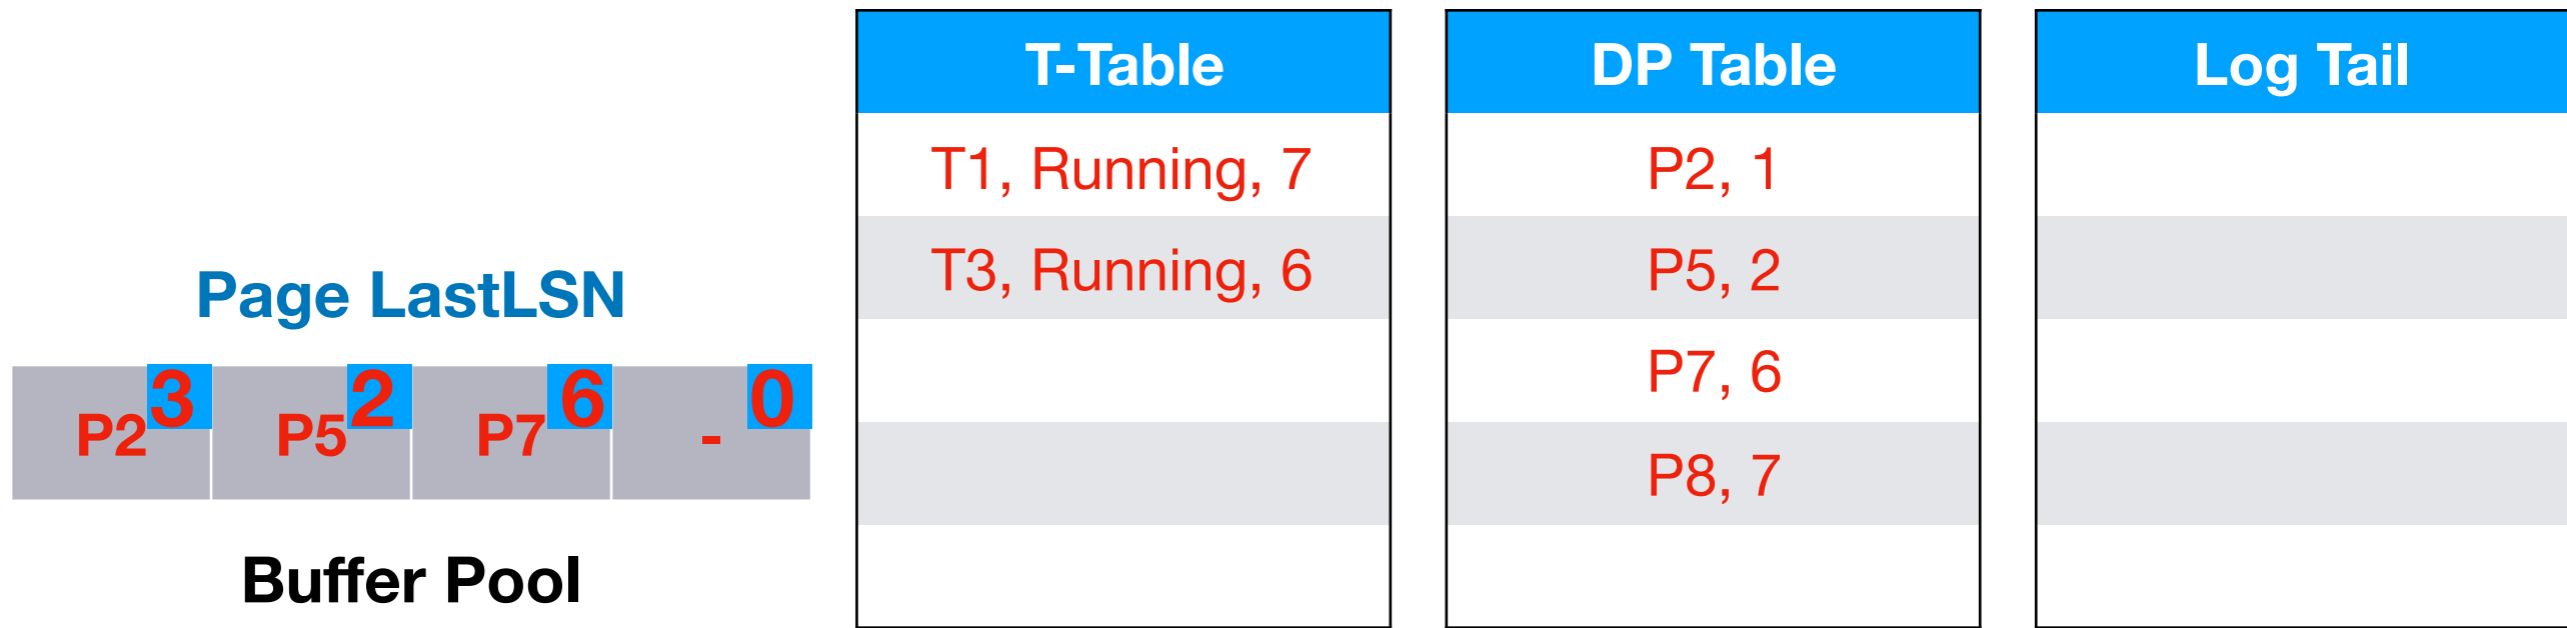 T-Table
T1, Running, 7
T3, Running, 6
DP Table
P2, 1
P5, 2
P7, 6
P8, 7
Log Tail
Page LastLSN
P2 3 P5 2 P7 6 - 0
Buffer Pool